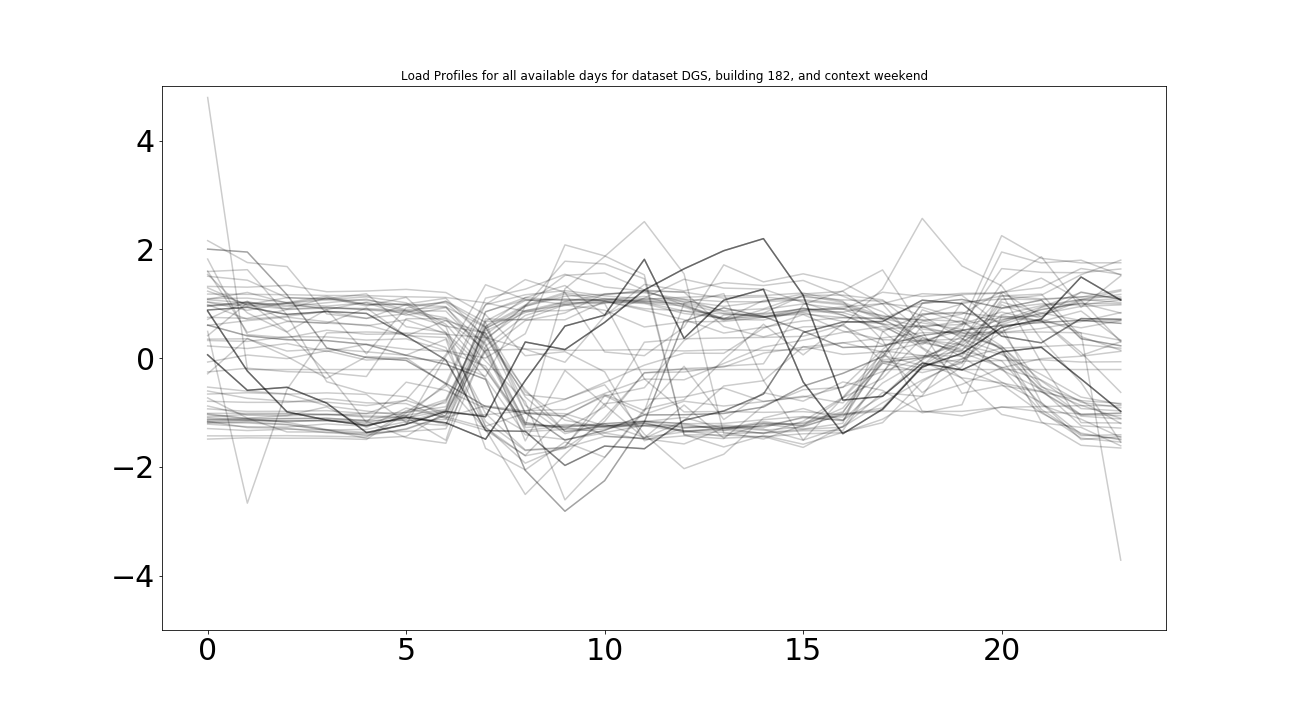 Load Profiles for all available days for dataset DGS, building 182, and context weekend
4
2
0
−2
−4
0 5 10 15 20